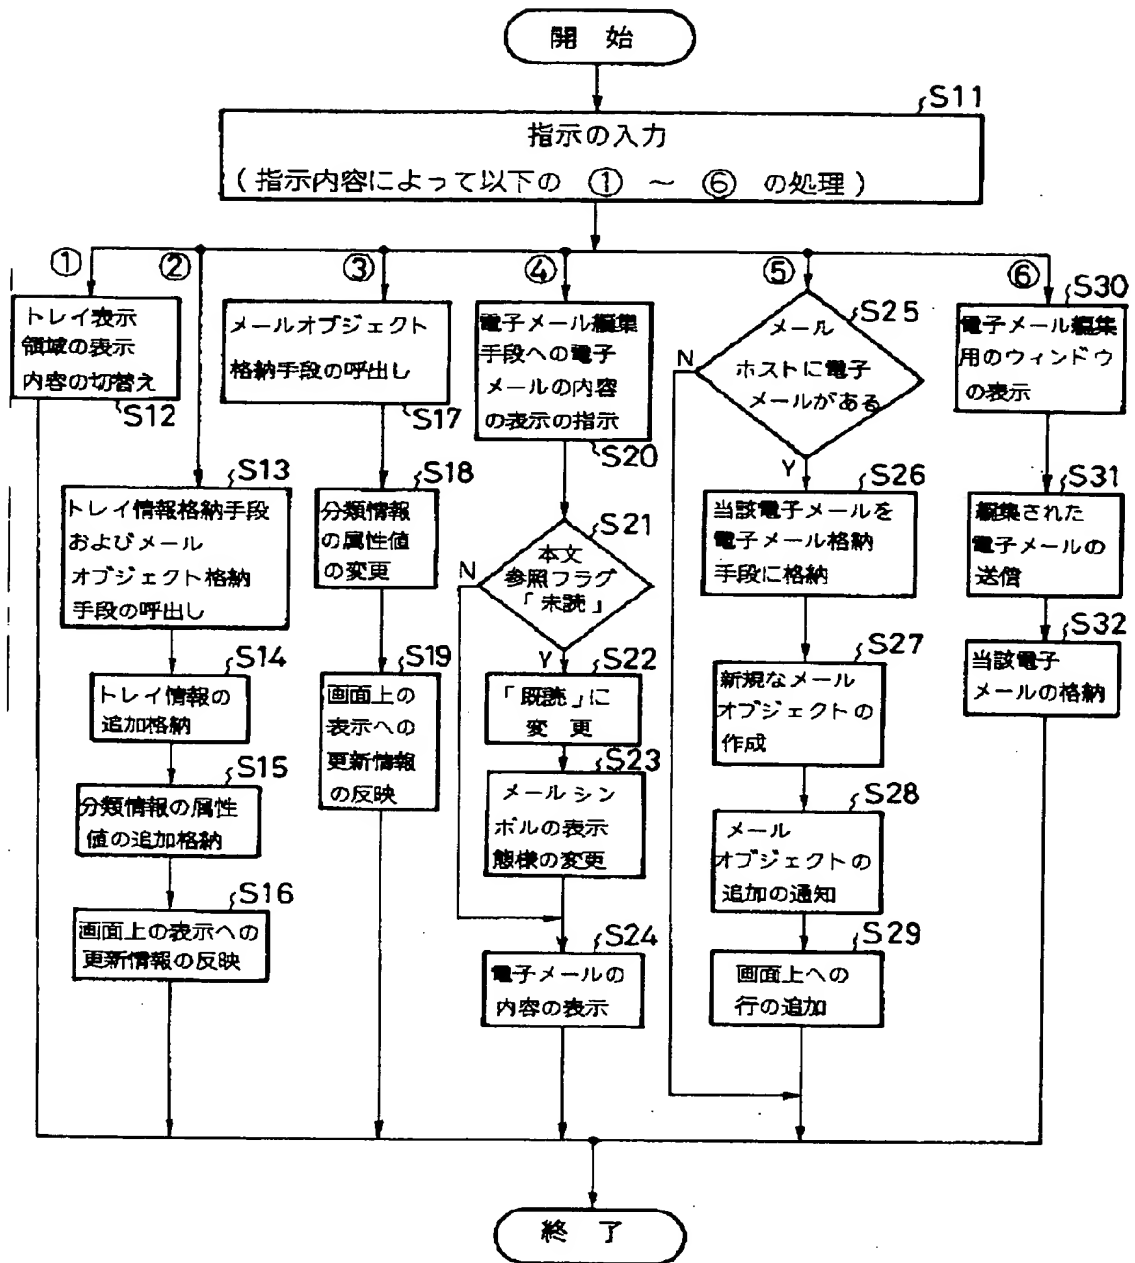 開 始
S11
指示の入力
(指示内容によって以下の ① ~ ⑥ の処理)
①
トレイ表示
領域の表示
内容の切替え
S12
②
S13
トレイ情報格納手段
およびメール
オブジェクト格納
手段の呼出し
S14
トレイ情報の
追加格納
S15
分類情報の属性
値の追加格納
S16
画面上の表示への
更新情報の反映
③
メールオブジェクト
格納手段の呼出し
S17
S18
分類情報
の属性値
の変更
S19
画面上の
表示への
更新情報
の反映
④
電子メール編集
手段への電子
メールの内容
の表示の指示
S20
S21
本文
参照フラグ
「未読」
N
Y
S22
「既読」に
変 更
S23
メールシン
ボルの表示
態様の変更
S24
電子メールの
内容の表示
⑤
S25
メール
ホストに電子
メールがある
N
Y
S26
当該電子メールを
電子メール格納
手段に格納
S27
新規なメール
オブジェクトの
作成
S28
メール
オブジェクトの
追加の通知
S29
画面上への
行の追加
⑥
S30
電子メール編集
用のウィンドウ
の表示
S31
編集された
電子メールの
送信
S32
当該電子
メールの格納
終 了